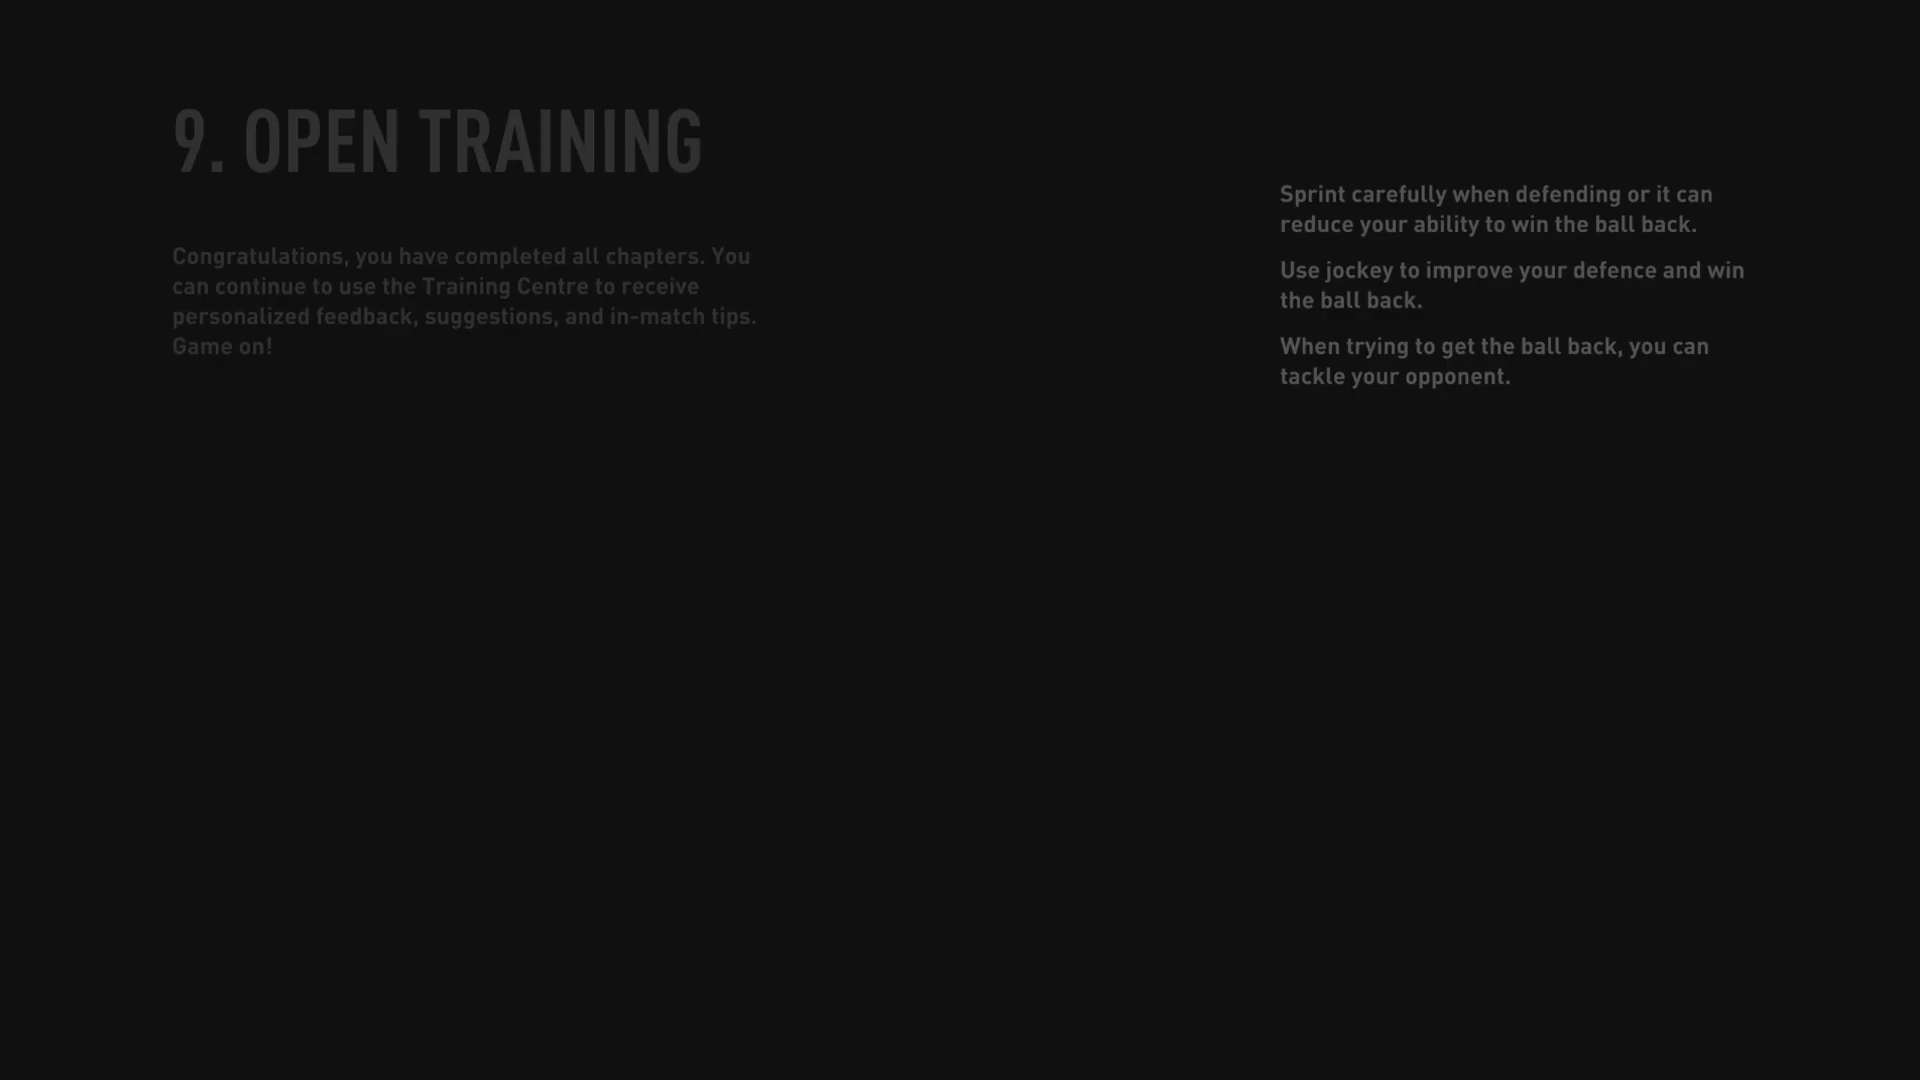 9. OPEN TRAINING
Congratulations, you have completed all chapters. You
can continue to use the Training Centre to receive
personalized feedback, suggestions, and in-match tips.
Game on!
Sprint carefully when defending or it can
reduce your ability to win the ball back.
Use jockey to improve your defence and win
the ball back.
When trying to get the ball back, you can
tackle your opponent.